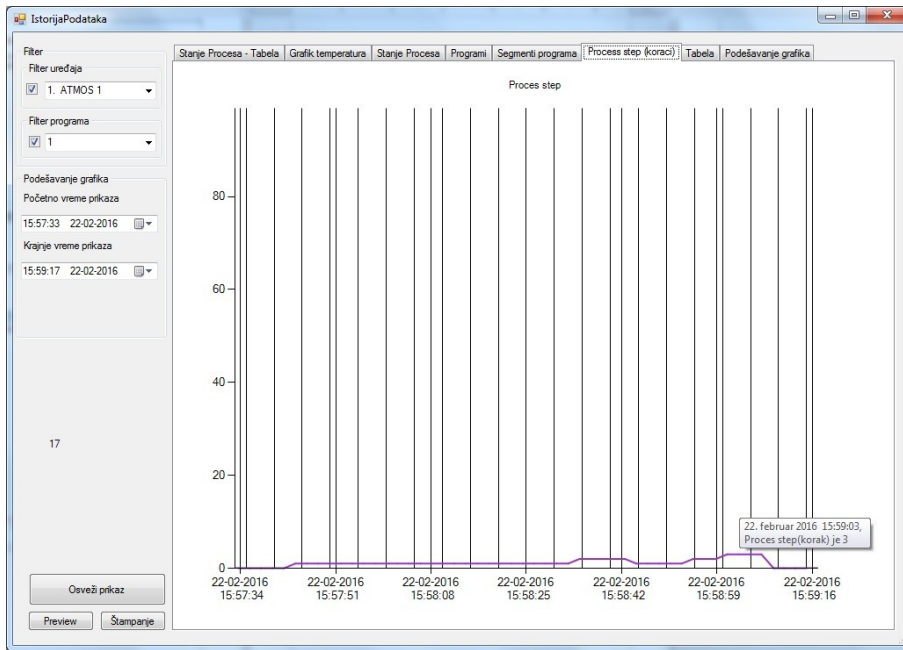 IstorijaPodataka
Filter
Filter uređaja
1. ATMOS 1
Filter programa
1
Podešavanje grafika
Početno vreme prikaza
15:57:33 22-02-2016
Krajnje vreme prikaza
15:59:17 22-02-2016
17
Osveži prikaz
Preview Štampanje
Stanje Procesa - Tabela Grafik temperatura Stanje Procesa Programi Segmenti programa Process step (koraci) Tabela Podešavanje grafika
Proces step
80
60
40
20
0
22. februar 2016 15:59:03,
Proces step(korak) je 3
22-02-2016 22-02-2016 22-02-2016 22-02-2016 22-02-2016 22-02-2016 22-02-2016
15:57:34 15:57:51 15:58:08 15:58:25 15:58:42 15:58:59 15:59:16